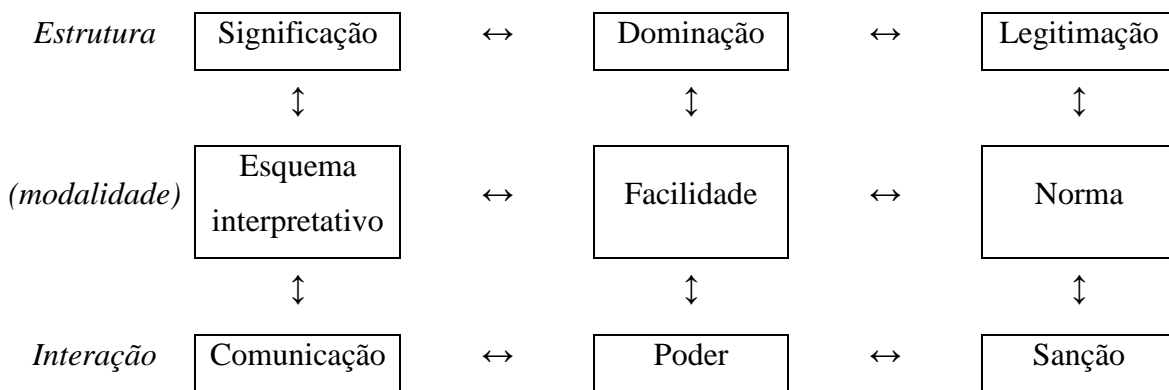 Estrutura Significação ↔ Dominação ↔ Legitimação
↕ ↕ ↕
Esquema
(modalidade) interpretativo ↔ Facilidade ↔ Norma
↕ ↕ ↕
Interação Comunicação ↔ Poder ↔ Sanção